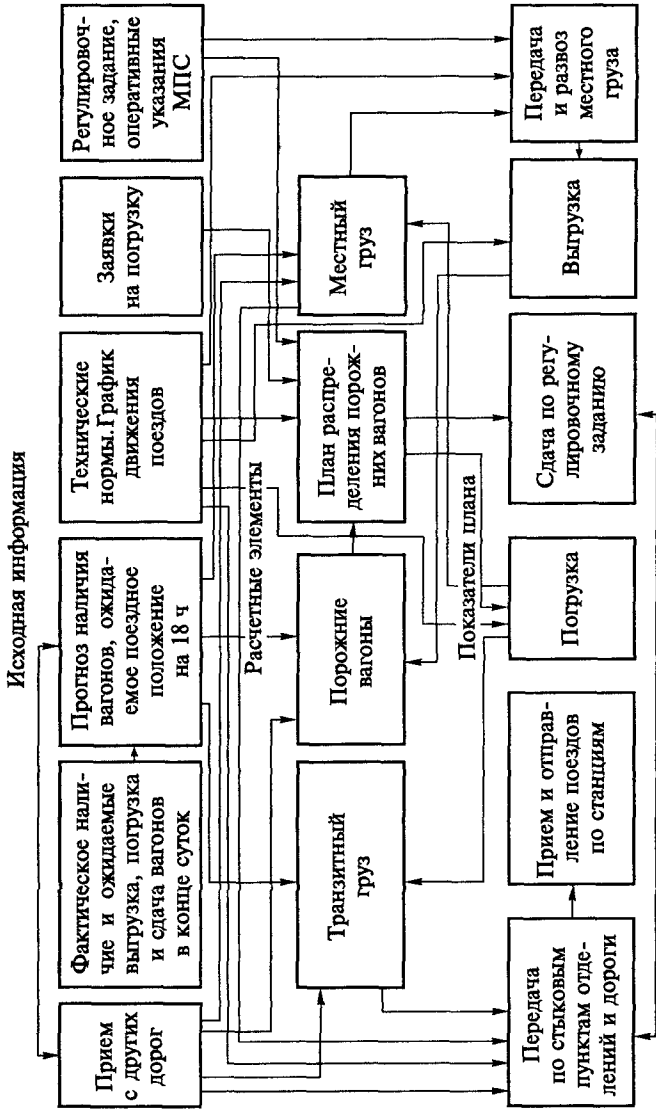 Исходная информация
Прием
с других
дорог
Фактическое нали-
чие и ожидаемые
выгрузка, погрузка
и сдача вагонов
в конце суток
Прогноз наличия
вагонов, ожида-
емое поездное
положение
на 18 ч
Технические
нормы.График
движения
поездов
Заявки
на погрузку
Регулировоч-
ное задание,
оперативные
указания
МПС
Расчетные элементы
Транзитный
груз
Порожние
вагоны
План распре-
деления порож-
них вагонов
Местный
груз
Показатели плана
Передача
по стыковым
пунктам отде-
лений и дороги
Прием и отправ-
ление поездов
по станциям
Погрузка
Сдача по регу-
лировочному
заданию
Выгрузка
Передача
и развоз
местного
груза